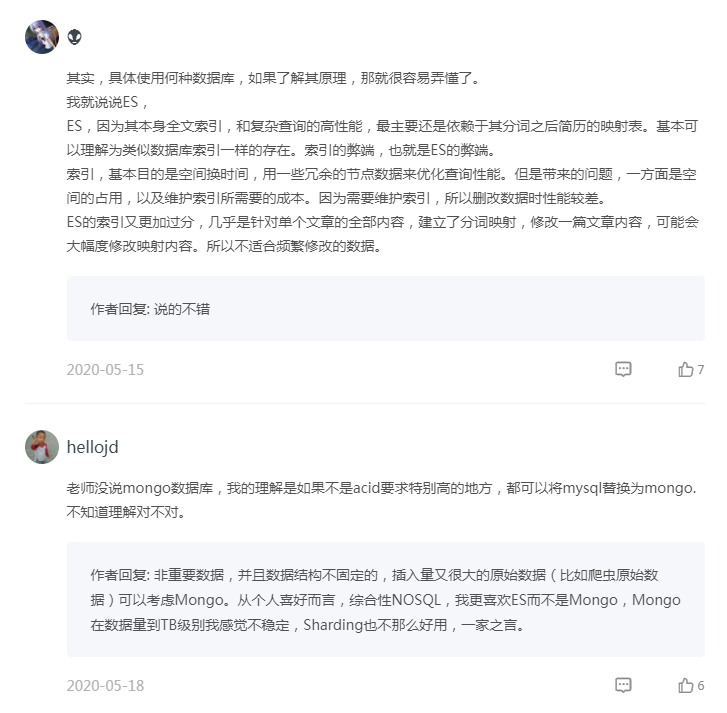 👽
其实，具体使用何种数据库，如果了解其原理，那就很容易弄懂了。
我就说说ES，
ES，因为其本身全文索引，和复杂查询的高性能，最主要还是依赖于其分词之后简历的映射表。基本可
以理解为类似数据库索引一样的存在。索引的弊端，也就是ES的弊端。
索引，基本目的是空间换时间，用一些冗余的节点数据来优化查询性能。但是带来的问题，一方面是空
间的占用，以及维护索引所需要的成本。因为需要维护索引，所以删改数据时性能较差。
ES的索引又更加过分，几乎是针对单个文章的全部内容，建立了分词映射，修改一篇文章内容，可能会
大幅度修改映射内容。所以不适合频繁修改的数据。
作者回复: 说的不错
2020-05-15 7
hellojd
老师没说mongo数据库，我的理解是如果不是acid要求特别高的地方，都可以将mysql替换为mongo.
不知道理解对不对。
作者回复: 非重要数据，并且数据结构不固定的，插入量又很大的原始数据（比如爬虫原始数
据）可以考虑Mongo。从个人喜好而言，综合性NOSQL，我更喜欢ES而不是Mongo，Mongo
在数据量到TB级别我感觉不稳定，Sharding也不那么好用，一家之言。
2020-05-18 6